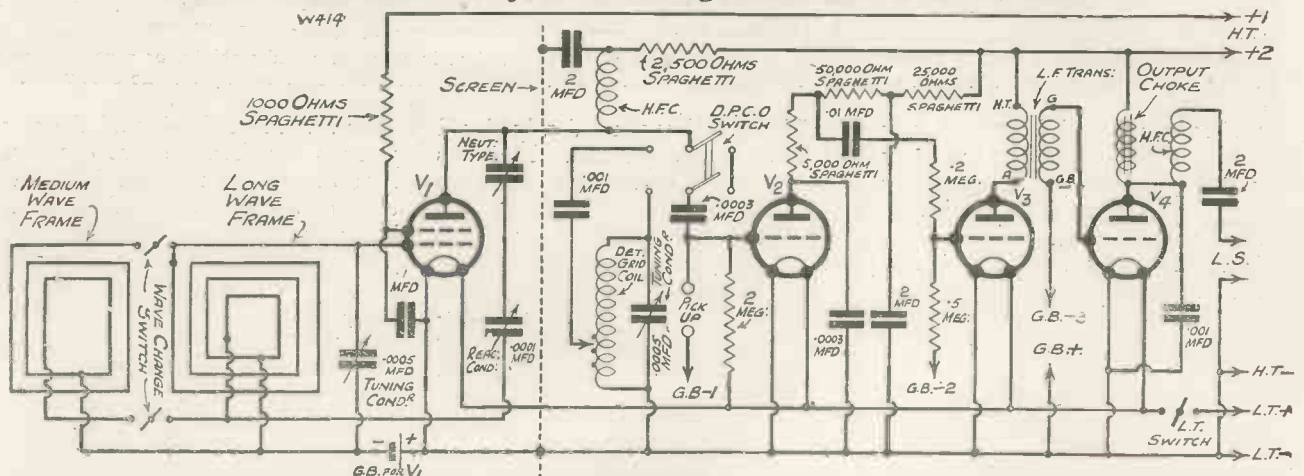 W414
+1
H.T.
+2
SCREEN
2
MFD
12,500 OHMS
SPAGHETTI
H.F.C.
1000 OHMS
SPAGHETTI
50,000 OHM
SPAGHETTI
25,000
OHMS
SPAGHETTI
.01 MFD
L.F. TRANS:
H.T.
G
A
G.B.
OUTPUT
CHOKE
H.F.C.
2
MFD
D.P.C.O
SWITCH
NEUT:
TYPE.
V1
.001
MFD
.0003
MFD
V2
5,000 OHM
SPAGHETTI
.2
MEG.
V3
V4
L.S.
MEDIUM
WAVE
FRAME
LONG
WAVE
FRAME
WAVE CHANGE
SWITCH
MFD
.0005
MFD
TUNING
CONDR
REAC.
COND.
.0001
MFD
DET.
GRID
COIL
TUNING
CONDR
.0005
MFD
PICK
UP
G.B-1
2
MEG.
.0003
MFD
2
MFD
.5
MEG.
G.B.-2
G.B.-3
G.B.+
.001
MFD
H.T-
L.T+
L.T.
SWITCH
L.T-
- +
G.B. FOR V1